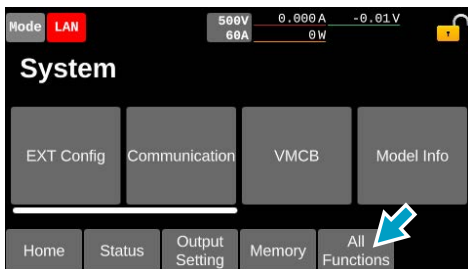 Mode LAN 500V 0.000A -0.01V
60A 0W
System
EXT Config Communication VMCB Model Info
Home Status Output Setting Memory All Functions